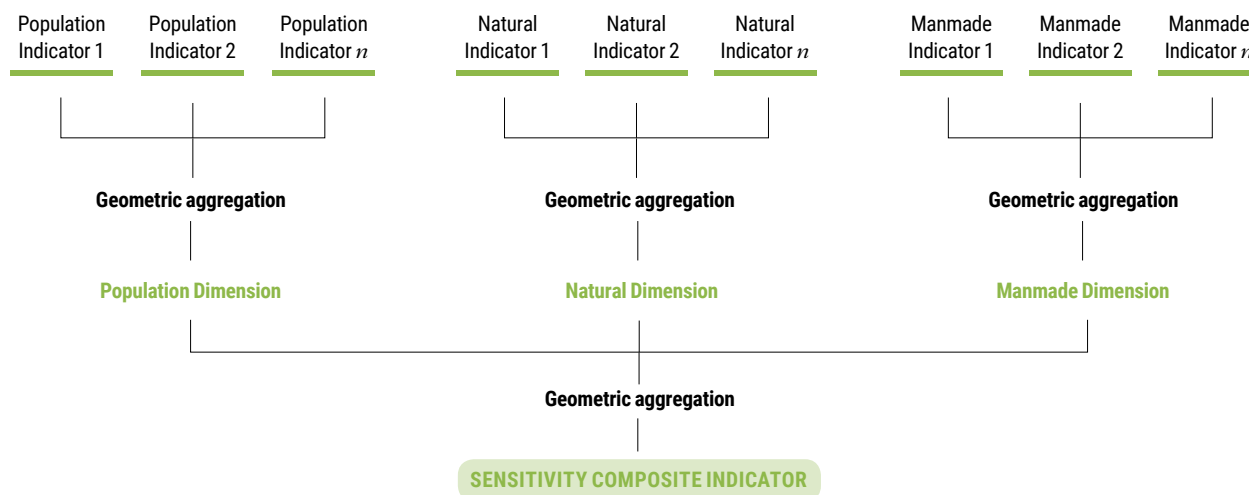 Population
Indicator 1
Population
Indicator 2
Population
Indicator n
Natural
Indicator 1
Natural
Indicator 2
Natural
Indicator n
Manmade
Indicator 1
Manmade
Indicator 2
Manmade
Indicator n
Geometric aggregation
Geometric aggregation
Geometric aggregation
Population Dimension
Natural Dimension
Manmade Dimension
Geometric aggregation
SENSITIVITY COMPOSITE INDICATOR